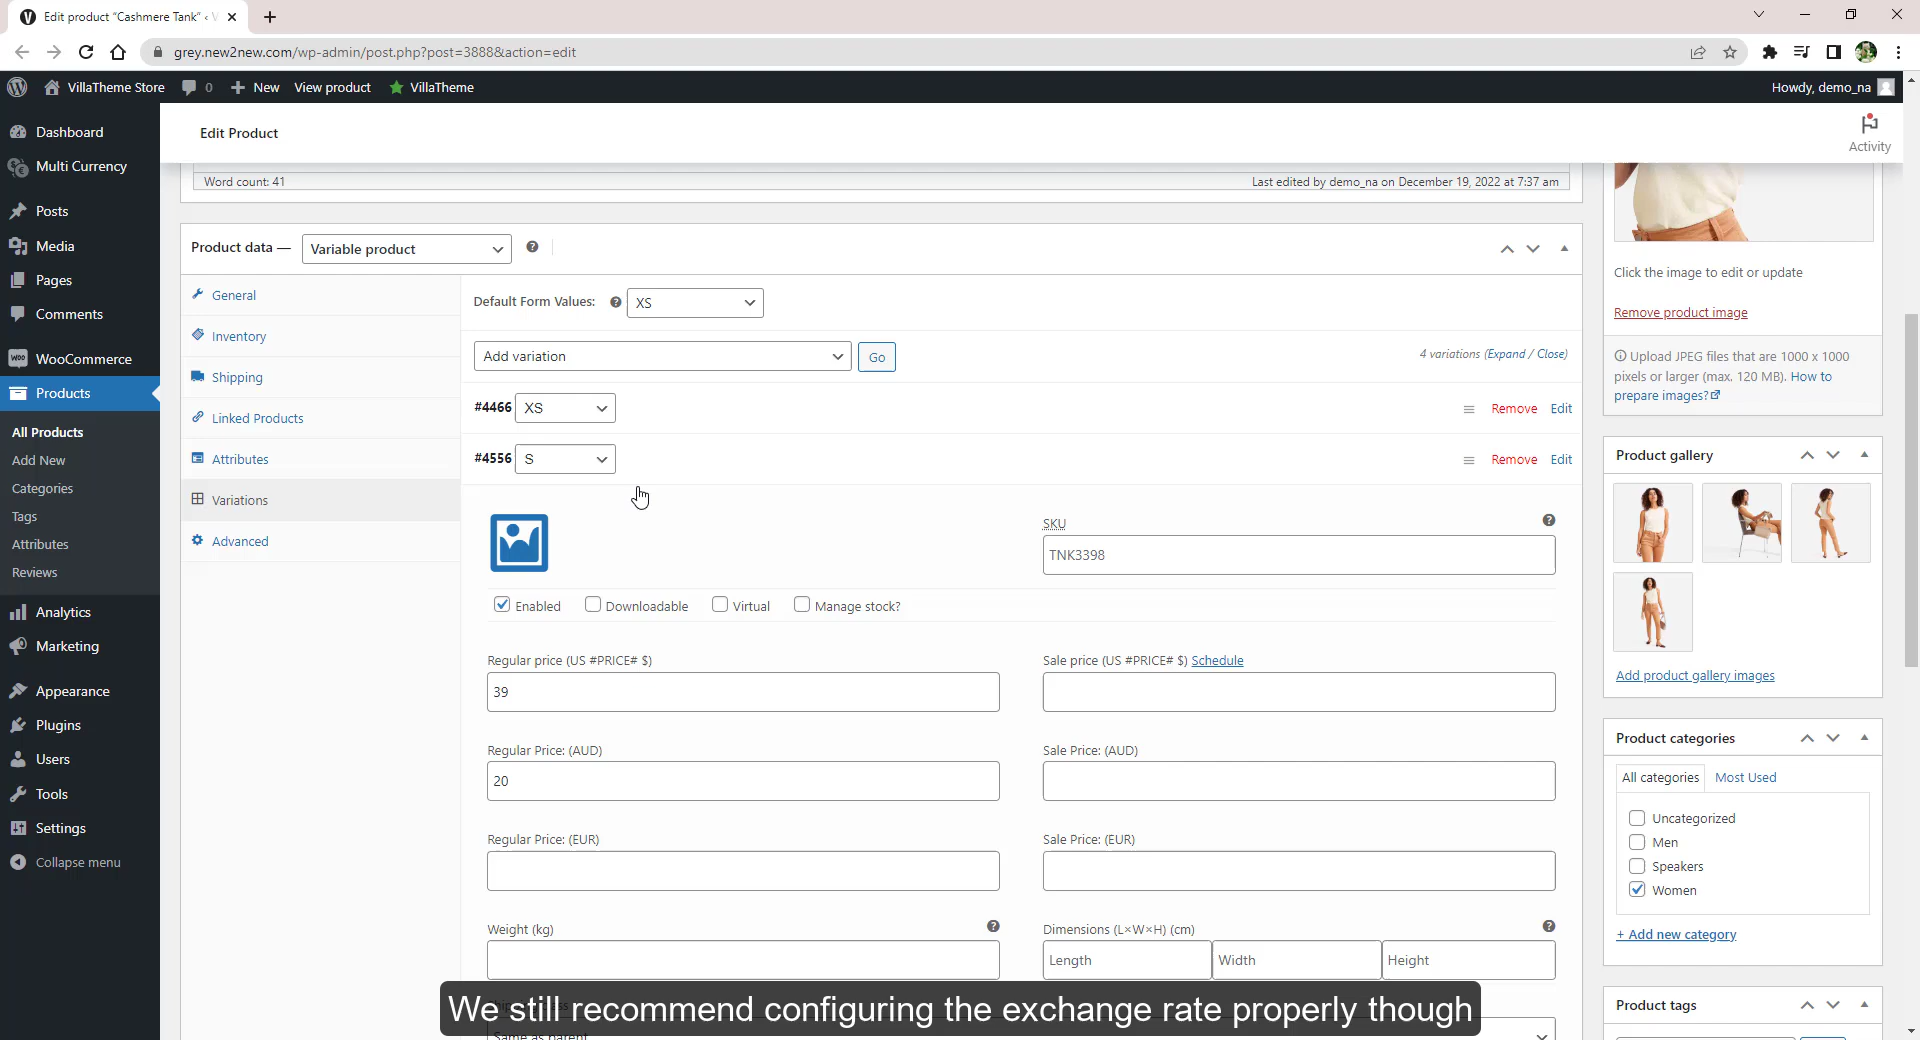 Edit product “Cashmere Tank” ‹ V
grey.new2new.com/wp-admin/post.php?post=3888&action=edit
VillaTheme Store
0
New
View product
VillaTheme
Howdy, demo_na
Edit Product
Activity
Dashboard
Multi Currency
Posts
Media
Pages
Comments
WooCommerce
Products
All Products
Add New
Categories
Tags
Attributes
Reviews
Analytics
Marketing
Appearance
Plugins
Users
Tools
Settings
Collapse menu
Word count: 41
Last edited by demo_na on December 19, 2022 at 7:37 am
Product data —
Variable product
General
Inventory
Shipping
Linked Products
Attributes
Variations
Advanced
Default Form Values:
XS
Add variation
Go
4 variations (Expand / Close)
#4466
XS
Remove
Edit
#4556
S
Remove
Edit
SKU
TNK3398
Enabled
Downloadable
Virtual
Manage stock?
Regular price (US #PRICE# $)
39
Sale price (US #PRICE# $) Schedule
Regular Price: (AUD)
20
Sale Price: (AUD)
Regular Price: (EUR)
Sale Price: (EUR)
Weight (kg)
Dimensions (L×W×H) (cm)
Length
Width
Height
We still recommend configuring the exchange rate properly though
Same as parent
Click the image to edit or update
Remove product image
Upload JPEG files that are 1000 x 1000
pixels or larger (max. 120 MB). How to
prepare images?
Product gallery
Add product gallery images
Product categories
All categories
Most Used
Uncategorized
Men
Speakers
Women
+ Add new category
Product tags